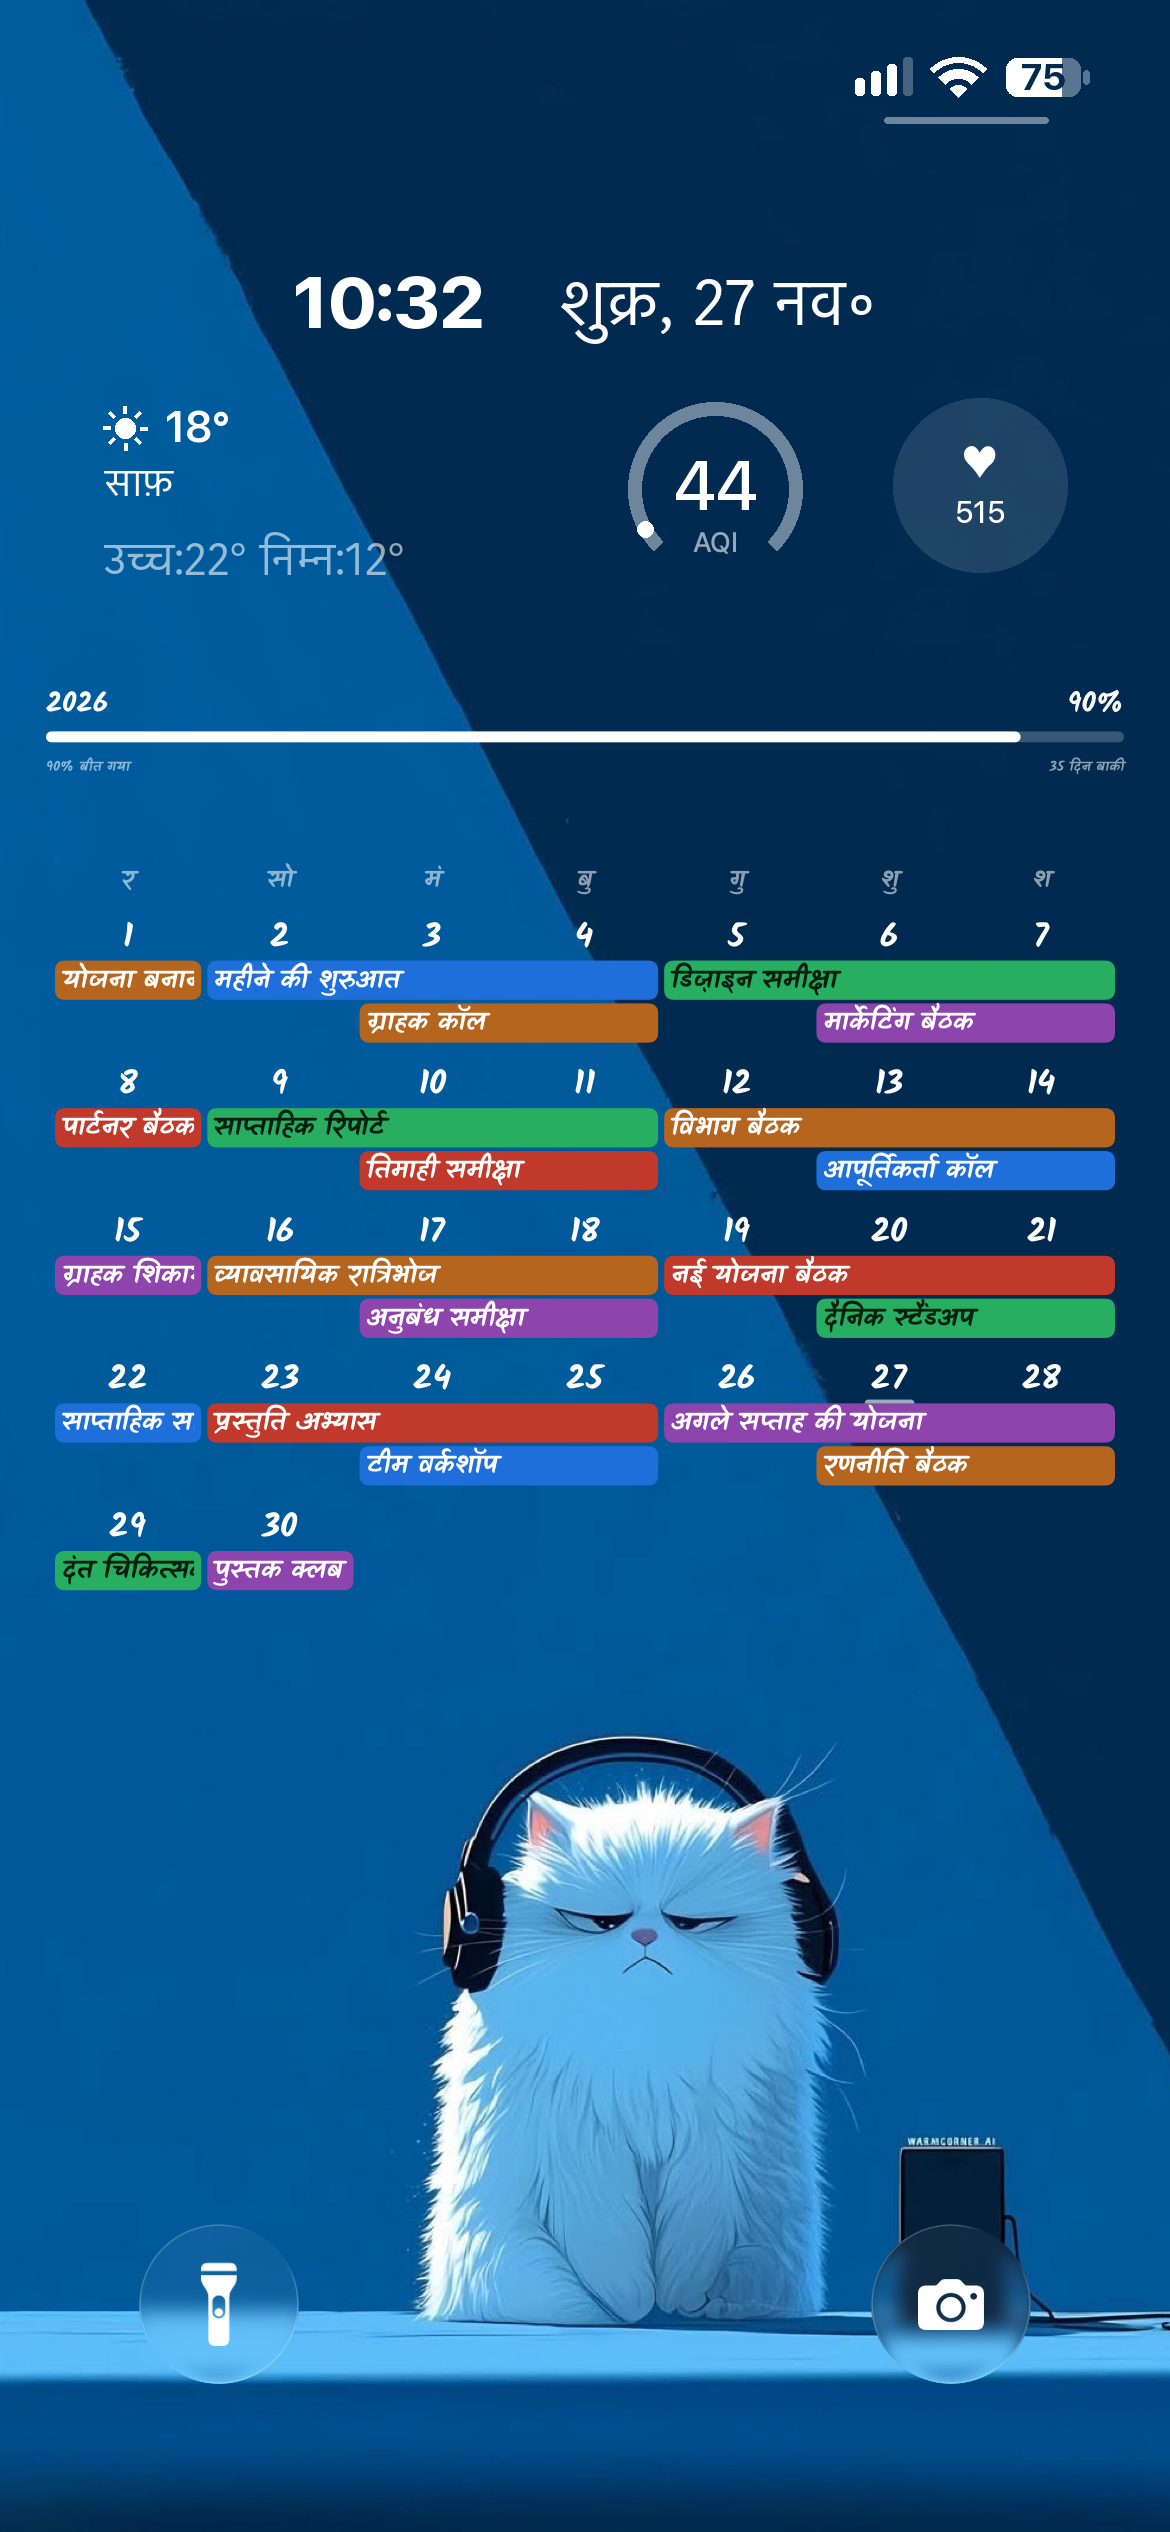 75
10:32 शुक्र, 27 नव॰
18°
साफ़
उच्च:22° निम्न:12°
44
AQI
515
2026 90%
90% बीत गया 35 दिन बाकी
र सो मं बु गु शु श
1 2 3 4 5 6 7
योजना बनान महीने की शुरुआत डिज़ाइन समीक्षा
ग्राहक कॉल मार्केटिंग बैठक
8 9 10 11 12 13 14
पार्टनर बैठक साप्ताहिक रिपोर्ट विभाग बैठक
तिमाही समीक्षा आपूर्तिकर्ता कॉल
15 16 17 18 19 20 21
ग्राहक शिका व्यावसायिक रात्रिभोज नई योजना बैठक
अनुबंध समीक्षा दैनिक स्टैंडअप
22 23 24 25 26 27 28
साप्ताहिक स प्रस्तुति अभ्यास अगले सप्ताह की योजना
टीम वर्कशॉप रणनीति बैठक
29 30
दंत चिकित्स पुस्तक क्लब
WARMCORNER.AI